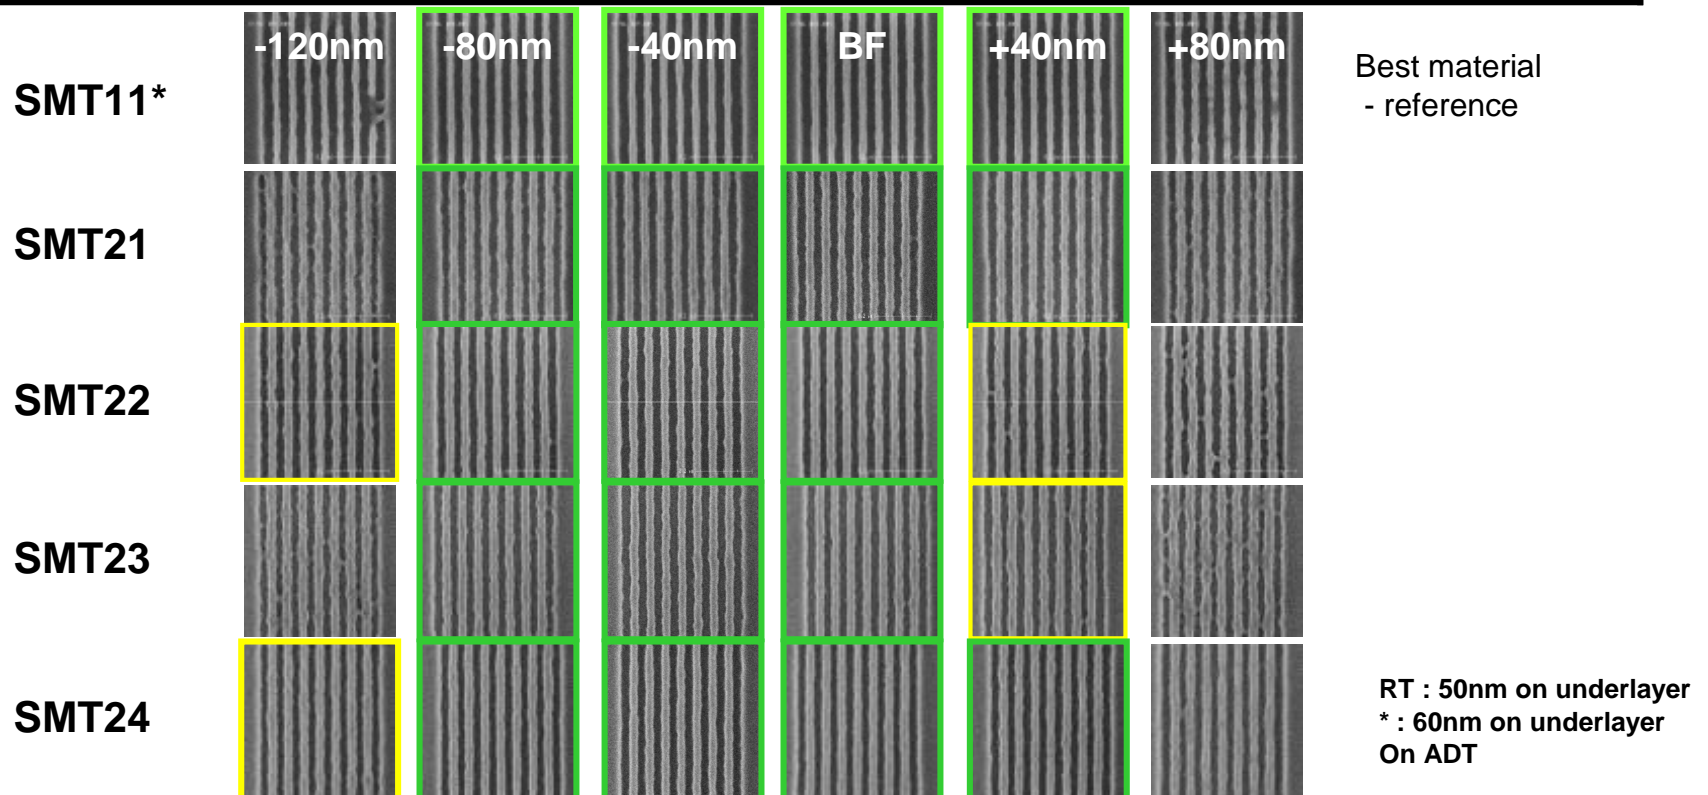 -120nm
-80nm
-40nm
BF
+40nm
+80nm
SMT11*
Best material
- reference
SMT21
SMT22
SMT23
SMT24
RT : 50nm on underlayer
* : 60nm on underlayer
On ADT